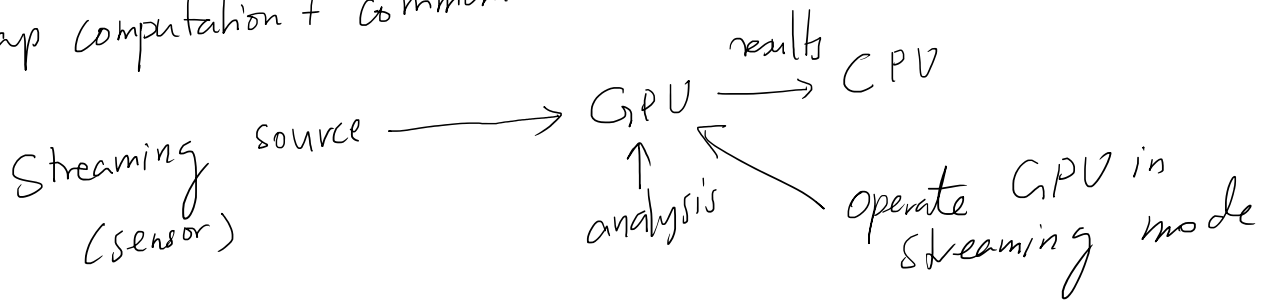 computation +
results
CPU
GPU
Streaming source
(sensor)
analysis
operate GPU in
streaming mode